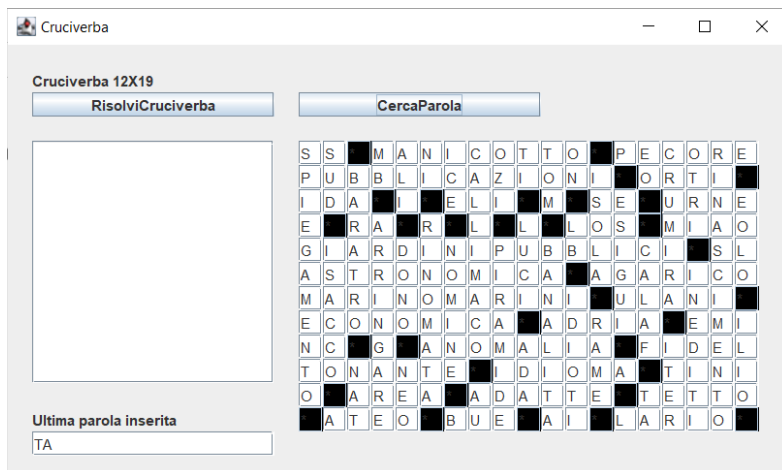 Cruciverba
Cruciverba 12X19
RisolviCruciverba
CercaParola
S S * M A N I C O T T O * P E C O R E
P U B B L I C A Z I O N I * O R T I *
I D A * I * E L I * M * S E * U R N E
E * R A * R * L * L * L O S * M I A O
G I A R D I N I P U B B L I C I * S L
A S T R O N O M I C A * A G A R I C O
M A R I N O M A R I N I * U L A N I *
E C O N O M I C A * A D R I A * E M I
N C * G * A N O M A L I A * F I D E L
T O N A N T E * I D I O M A * T I N I
O * A R E A * A D A T T E * T E T T O
* A T E O * B U E * A I * L A R I O *
Ultima parola inserita
TA